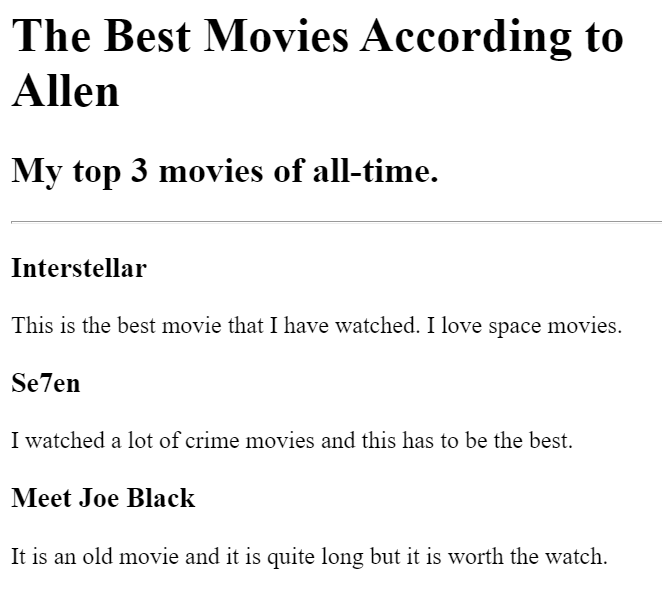 The Best Movies According to
Allen
My top 3 movies of all-time.
Interstellar
This is the best movie that I have watched. I love space movies.
Se7en
I watched a lot of crime movies and this has to be the best.
Meet Joe Black
It is an old movie and it is quite long but it is worth the watch.